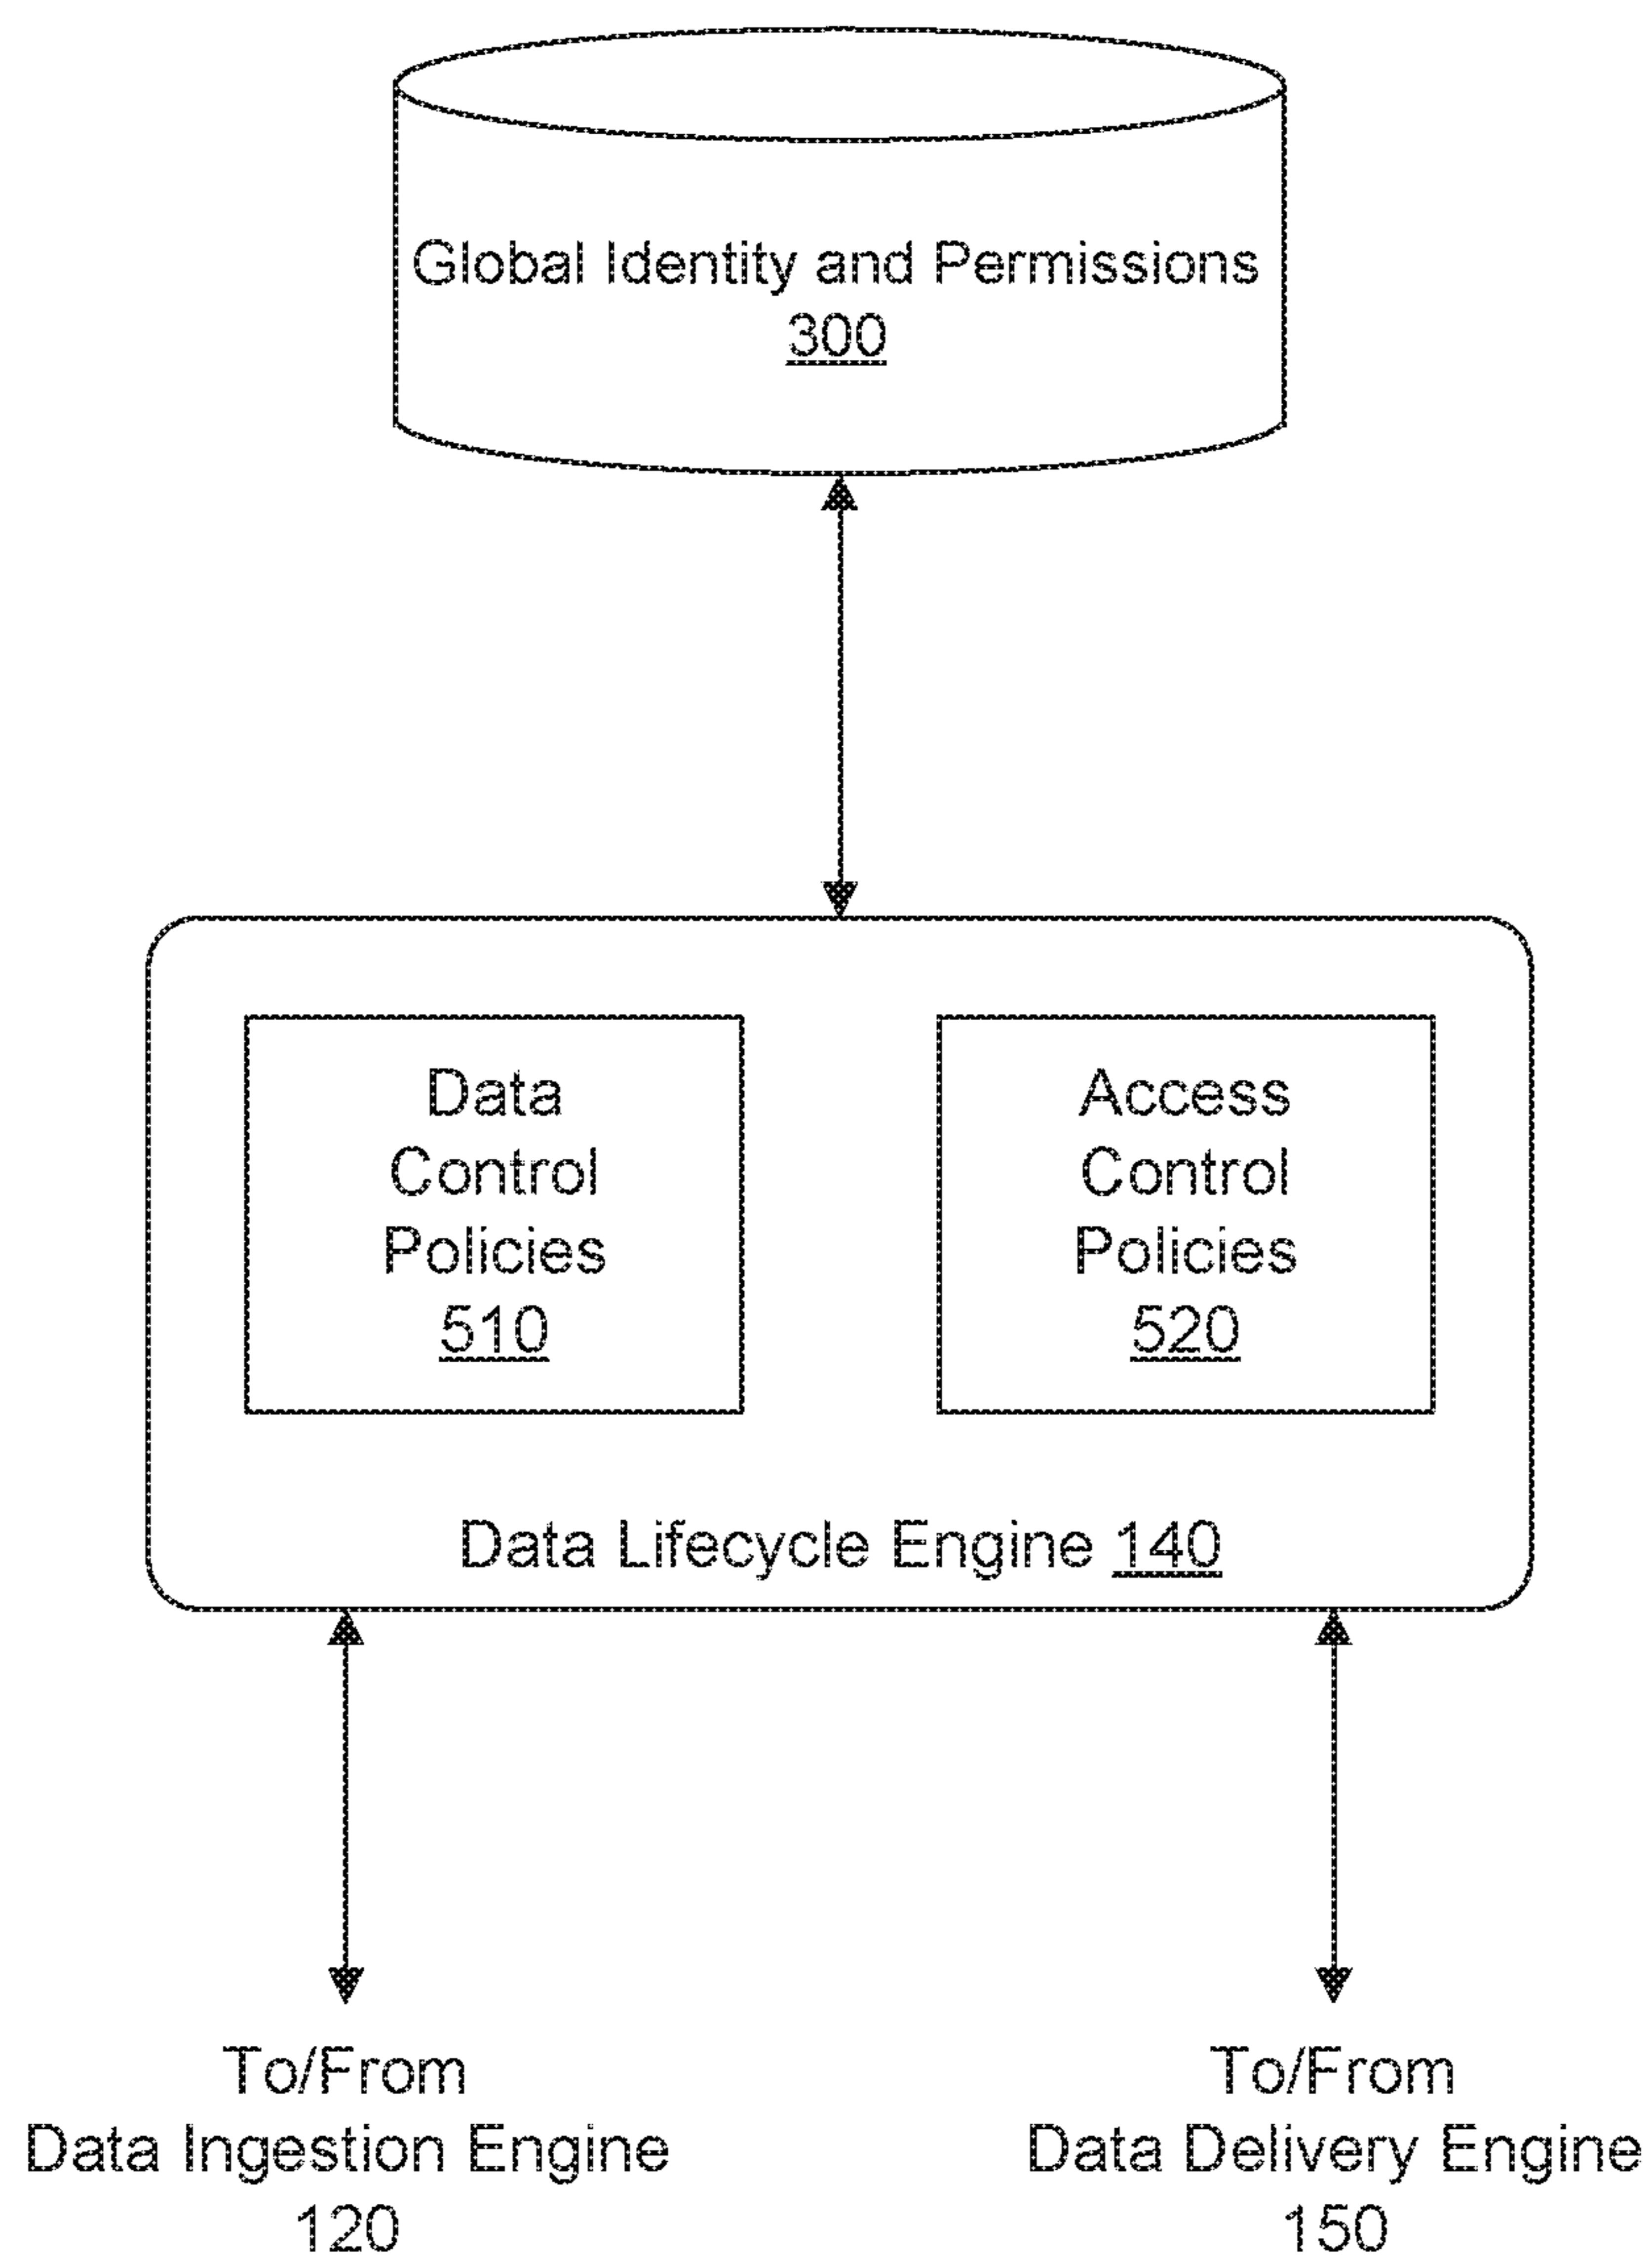 Global Identity and Permissions
300
Data
Control
Policies
510
Access
Control
Policies
520
Data Lifecycle Engine 140
To/From
Data Ingestion Engine
120
To/From
Data Delivery Engine
150